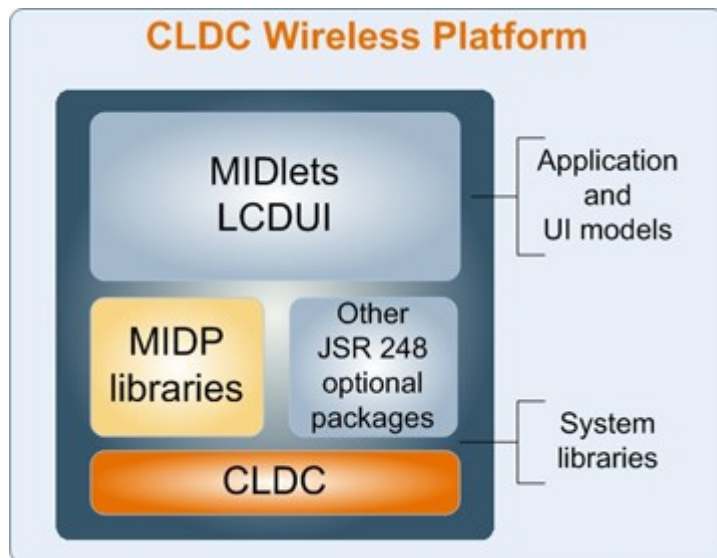 CLDC Wireless Platform
MIDlets
LCDUI
Application
and
UI models
MIDP
libraries
Other
JSR 248
optional
packages
System
libraries
CLDC